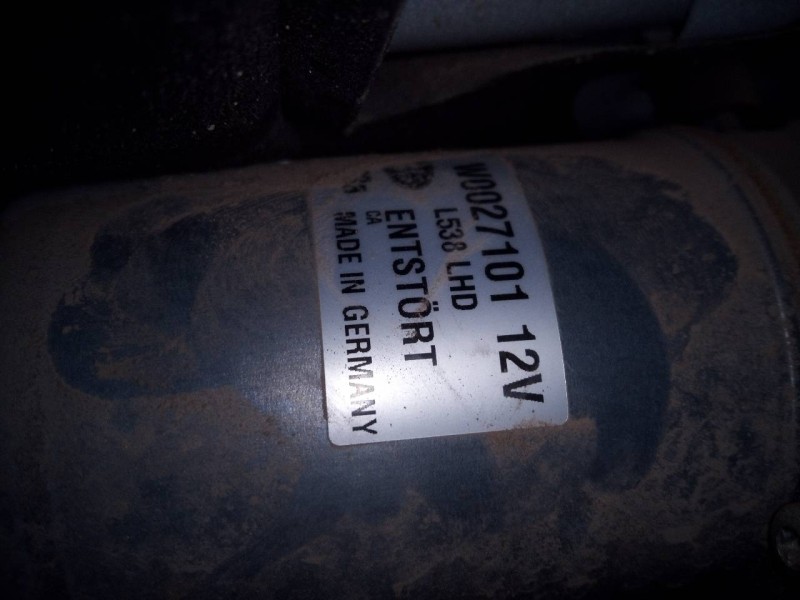 W0027101 12V
L538 LHD
ENTSTÖRT
CA
MADE IN GERMANY